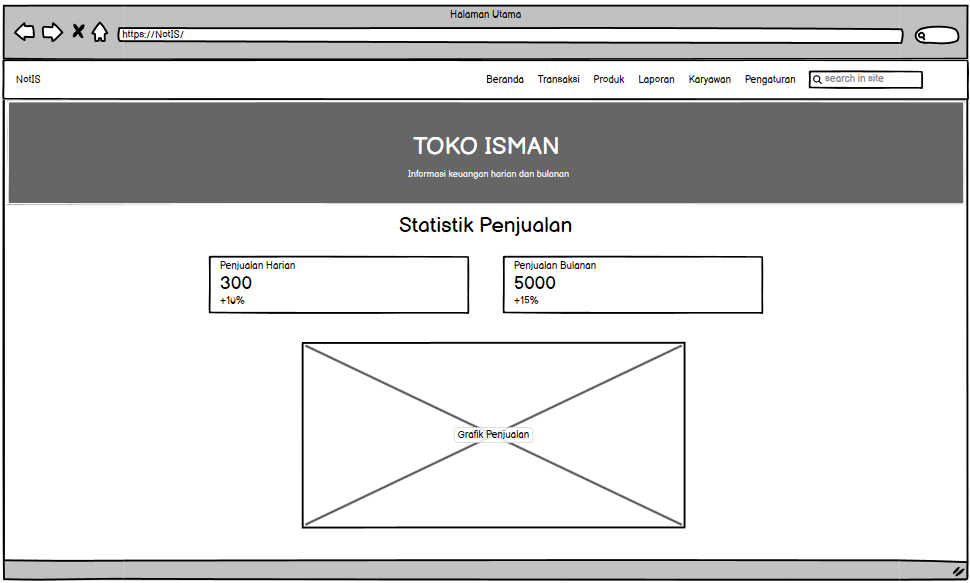 Halaman Utama
https://NotIS/
NotIS
Beranda Transaksi Produk Laporan Karyawan Pengaturan search in site
TOKO ISMAN
Informasi keuangan harian dan bulanan
Statistik Penjualan
Penjualan Harian
300
+10%
Penjualan Bulanan
5000
+15%
Grafik Penjualan